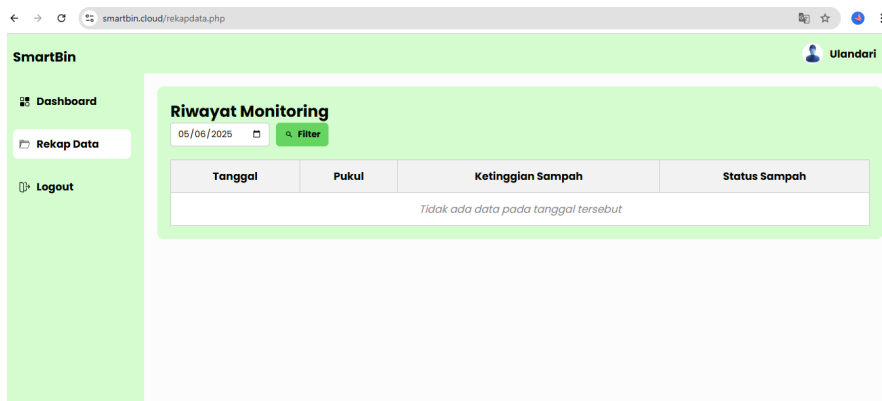 smartbin.cloud/rekapdata.php
SmartBin
Ulandari
Dashboard
Rekap Data
Logout
Riwayat Monitoring
05/06/2025
Filter
Tanggal Pukul Ketinggian Sampah Status Sampah
Tidak ada data pada tanggal tersebut